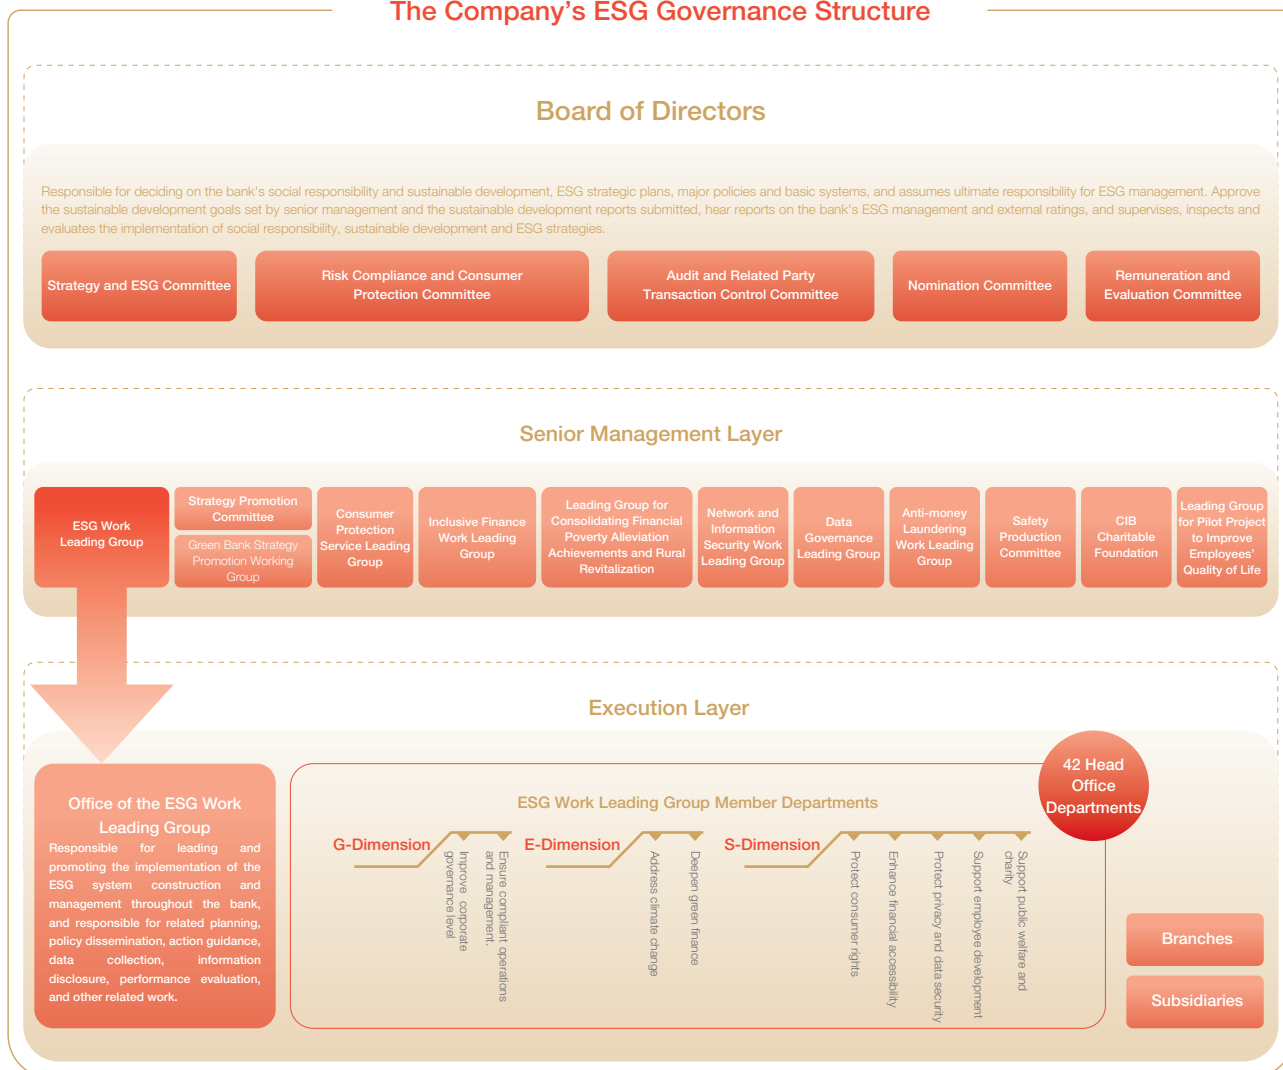 The Company's ESG Governance Structure
Board of Directors
Responsible for deciding on the bank's social responsibility and sustainable development, ESG strategic plans, major policies and basic systems, and assumes ultimate responsibility for ESG management. Approve
the sustainable development goals set by senior management and the sustainable development reports submitted, hear reports on the bank's ESG management and external ratings, and supervises, inspects and
evaluates the implementation of social responsibility, sustainable development and ESG strategies.
Strategy and ESG Committee
Risk Compliance and Consumer
Protection Committee
Audit and Related Party
Transaction Control Committee
Nomination Committee
Remuneration and
Evaluation Committee
Senior Management Layer
ESG Work
Leading Group
Strategy Promotion
Committee
Green Bank Strategy
Promotion Working
Group
Consumer
Protection
Service Leading
Group
Inclusive Finance
Work Leading
Group
Leading Group for
Consolidating Financial
Poverty Alleviation
Achievements and Rural
Revitalization
Network and
Information
Security Work
Leading Group
Data
Governance
Leading Group
Anti-money
Laundering
Work Leading
Group
Safety
Production
Committee
CIB
Charitable
Foundation
Leading Group
for Pilot Project
to Improve
Employees'
Quality of Life
Execution Layer
Office of the ESG Work
Leading Group
Responsible for leading and
promoting the implementation of the
ESG system construction and
management throughout the bank,
and responsible for related planning,
policy dissemination, action guidance,
data collection, information
disclosure, performance evaluation,
and other related work.
42 Head
Office
Departments
ESG Work Leading Group Member Departments
G-Dimension
Improve corporate
governance level
Ensure compliant operations
and management.
E-Dimension
Address climate change
Deepen green finance
S-Dimension
Protect consumer rights
Enhance financial accessibility
Protect privacy and data security
Support employee development
Support public welfare and
charity
Branches
Subsidiaries